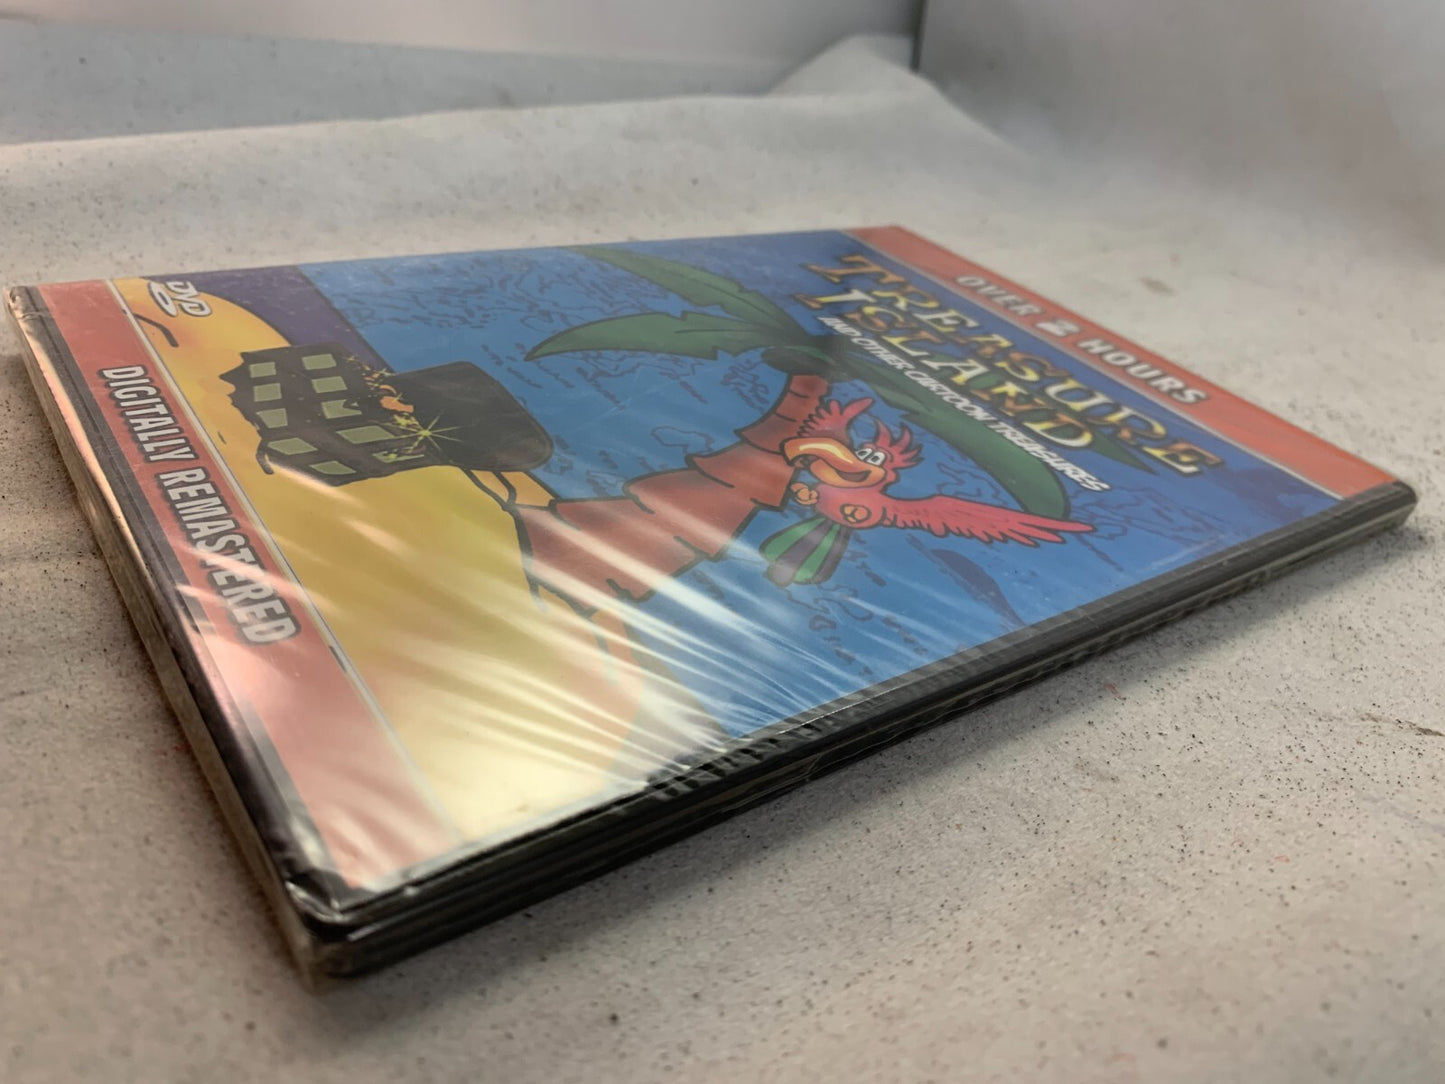 OVER 2 HOURS
TREASURE
ISLAND
AND OTHER CARTOON TREASURES
DVD
DIGITALLY REMASTERED